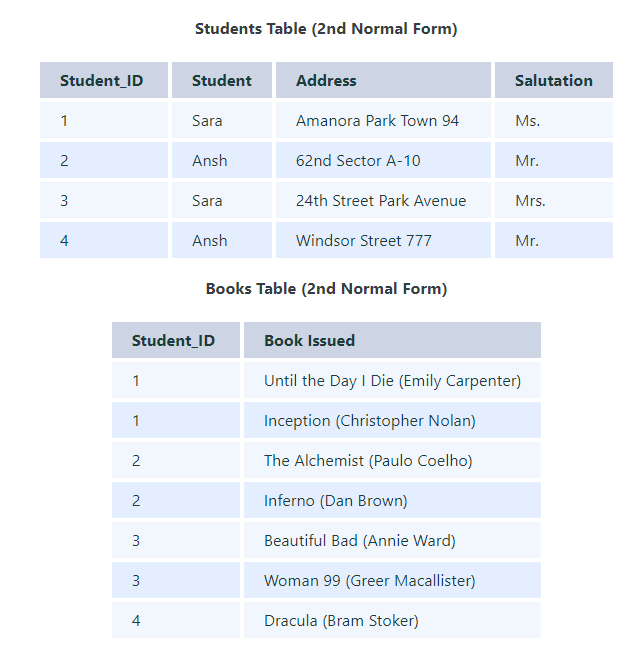 Students Table (2nd Normal Form)
Student_ID Student Address Salutation
1 Sara Amanora Park Town 94 Ms.
2 Ansh 62nd Sector A-10 Mr.
3 Sara 24th Street Park Avenue Mrs.
4 Ansh Windsor Street 777 Mr.
Books Table (2nd Normal Form)
Student_ID Book Issued
1 Until the Day I Die (Emily Carpenter)
1 Inception (Christopher Nolan)
2 The Alchemist (Paulo Coelho)
2 Inferno (Dan Brown)
3 Beautiful Bad (Annie Ward)
3 Woman 99 (Greer Macallister)
4 Dracula (Bram Stoker)